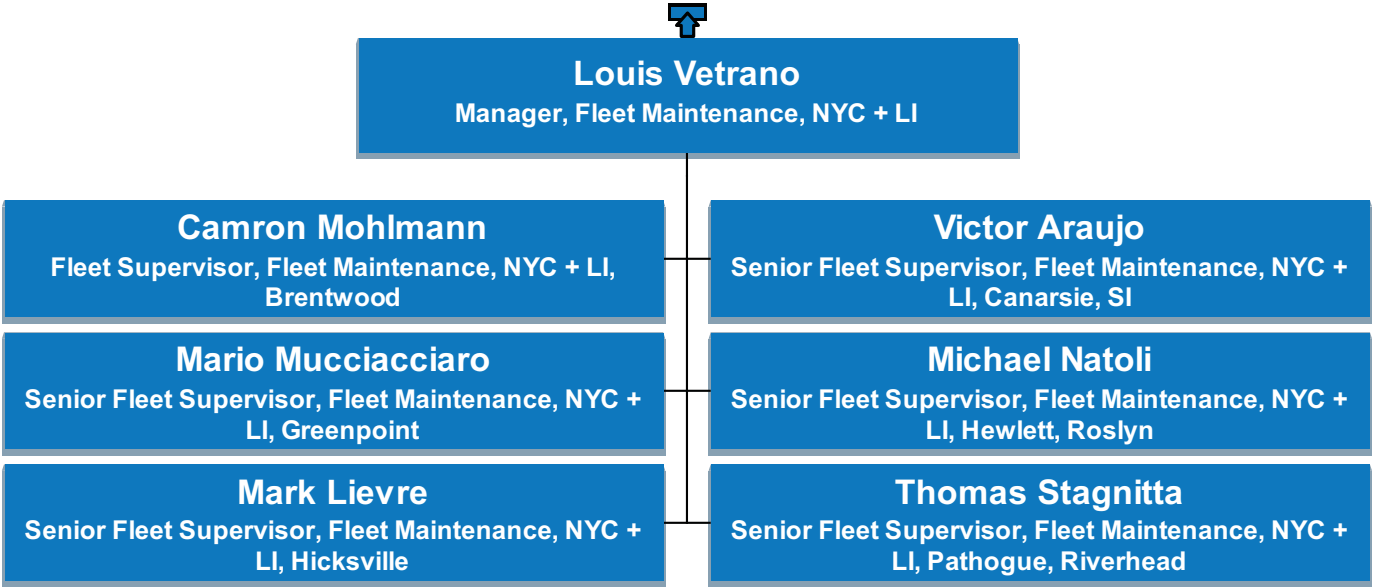 Louis Vetrano
Manager, Fleet Maintenance, NYC + LI
Camron Mohlmann
Fleet Supervisor, Fleet Maintenance, NYC + LI,
Brentwood
Victor Araujo
Senior Fleet Supervisor, Fleet Maintenance, NYC +
LI, Canarsie, SI
Mario Mucciacciaro
Senior Fleet Supervisor, Fleet Maintenance, NYC +
LI, Greenpoint
Michael Natoli
Senior Fleet Supervisor, Fleet Maintenance, NYC +
LI, Hewlett, Roslyn
Mark Lievre
Senior Fleet Supervisor, Fleet Maintenance, NYC +
LI, Hicksville
Thomas Stagnitta
Senior Fleet Supervisor, Fleet Maintenance, NYC +
LI, Pathogue, Riverhead